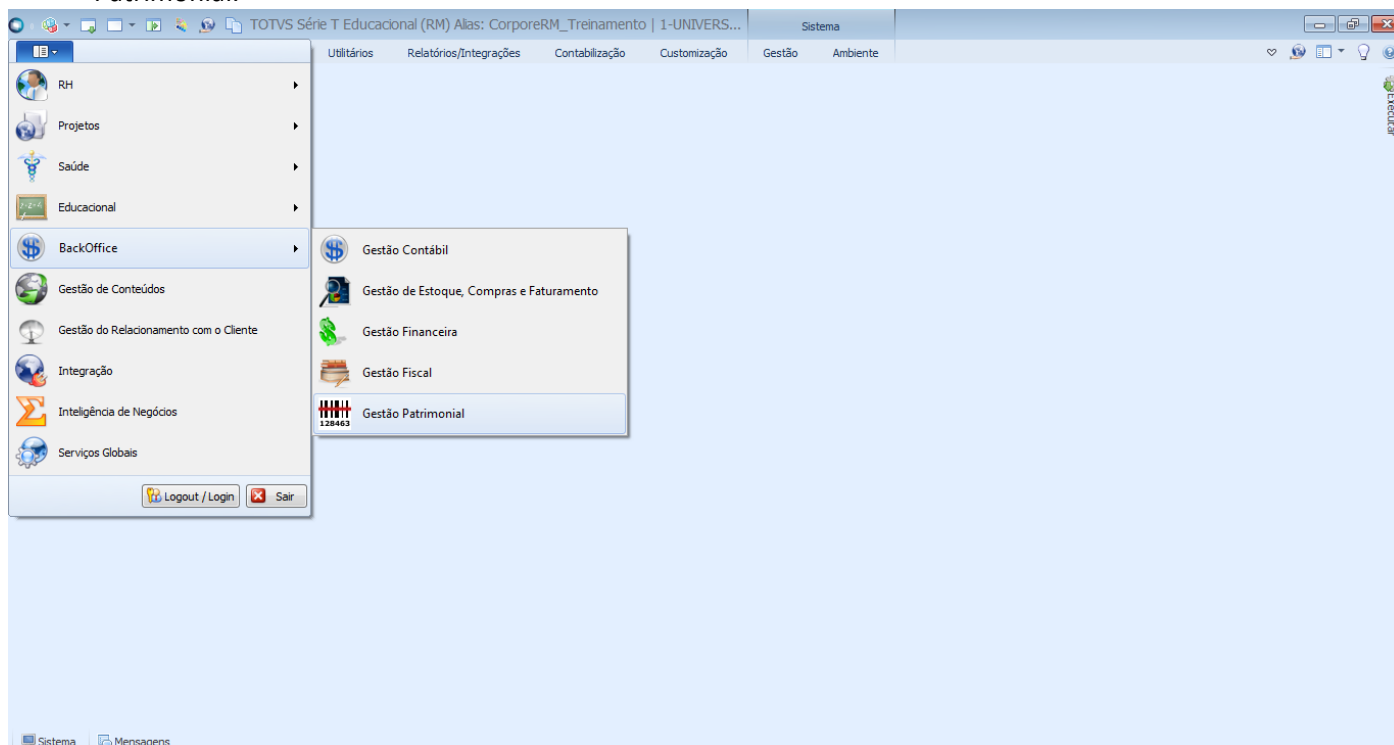 Patrimonial.
TOTVS Série T Educacional (RM) Alias: CorporeRM_Treinamento | 1-UNIVERS...
Sistema
Utilitários Relatórios/Integrações Contabilização Customização Gestão Ambiente
Executar
RH
Projetos
Saúde
Educacional
BackOffice
Gestão de Conteúdos
Gestão do Relacionamento com o Cliente
Integração
Inteligência de Negócios
Serviços Globais
Logout / Login Sair
Gestão Contábil
Gestão de Estoque, Compras e Faturamento
Gestão Financeira
Gestão Fiscal
Gestão Patrimonial
128463
Sistema Mensagens